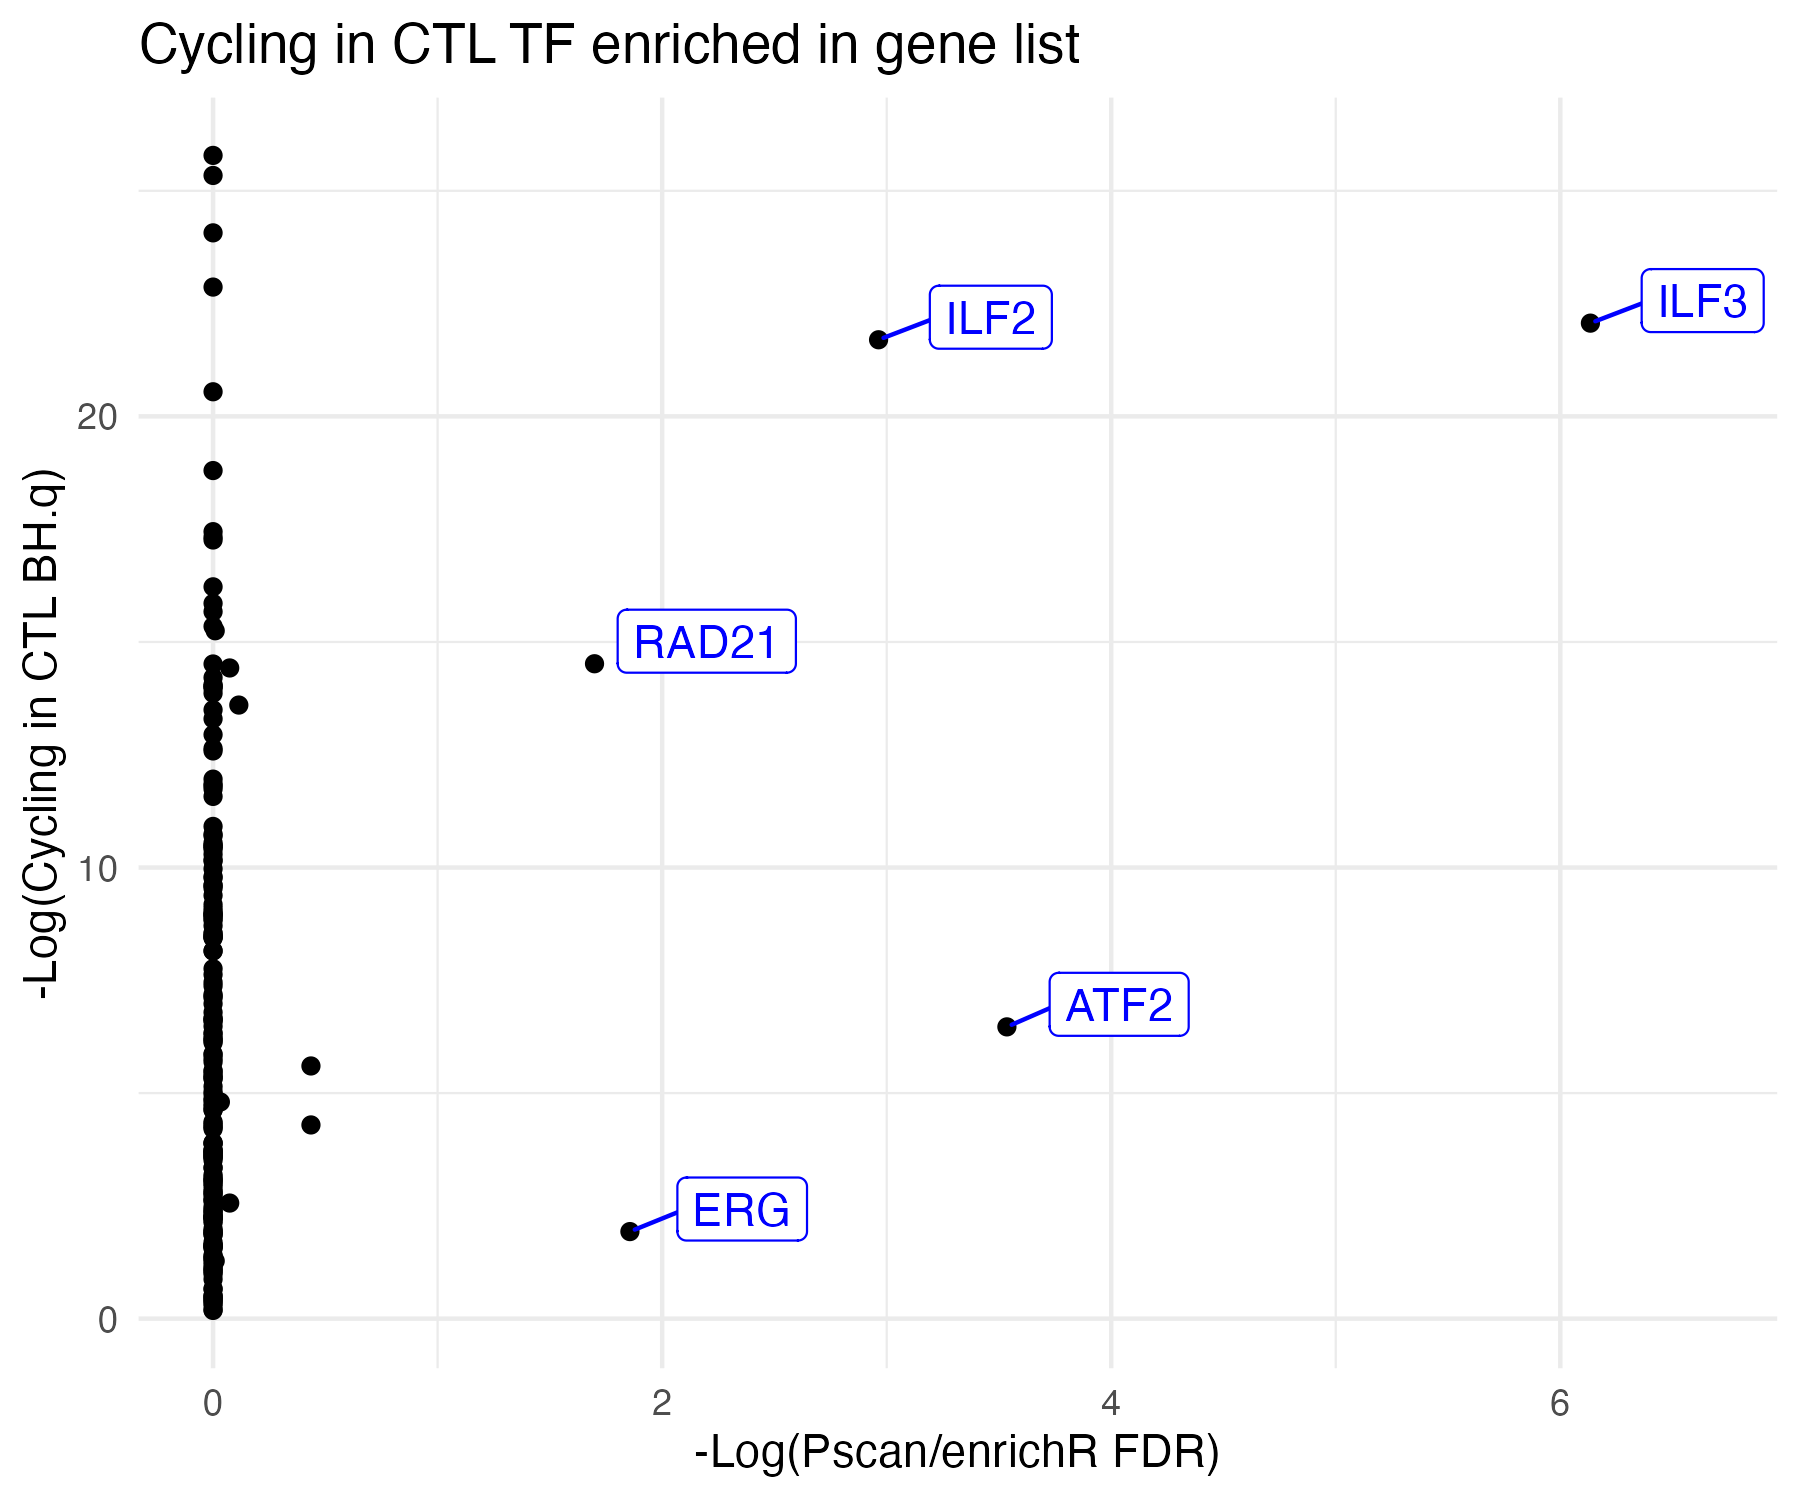 Cycling in CTL TF enriched in gene list
ILF2
ILF3
20
RAD21
-Log(Cycling in CTL BH.q)
10
ATF2
ERG
0
0 2 4 6
-Log(Pscan/enrichR FDR)